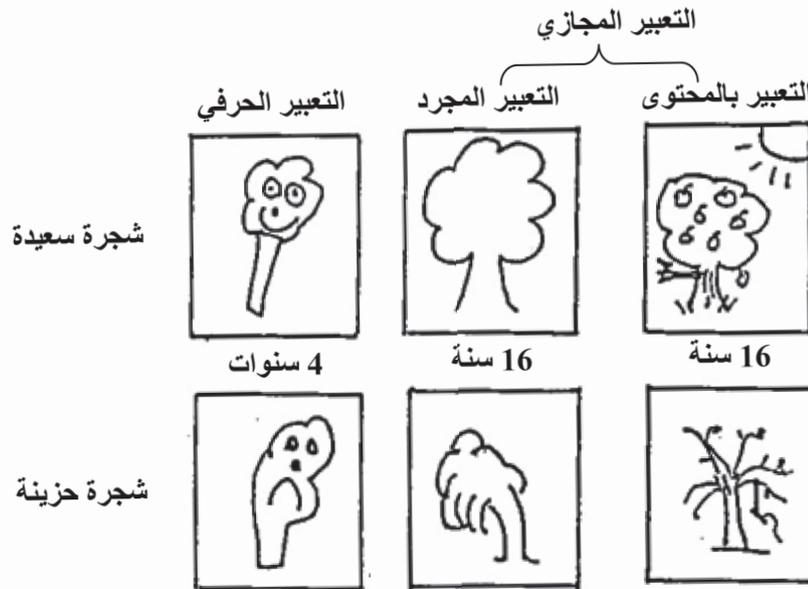 التعبير المجازي
التعبير الحرفي التعبير المجرد التعبير بالمحتوى
شجرة سعيدة
4 سنوات 16 سنة 16 سنة
شجرة حزينة